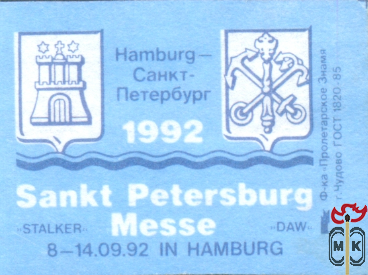 Hamburg—
Санкт-
Петербург
1992
Sankt Petersburg
«STALKER» Messe «DAW»
8—14.09.92 IN HAMBURG
Ф-ка «Пролетарское Знамя»
Чудово ГОСТ 1820-85
МК